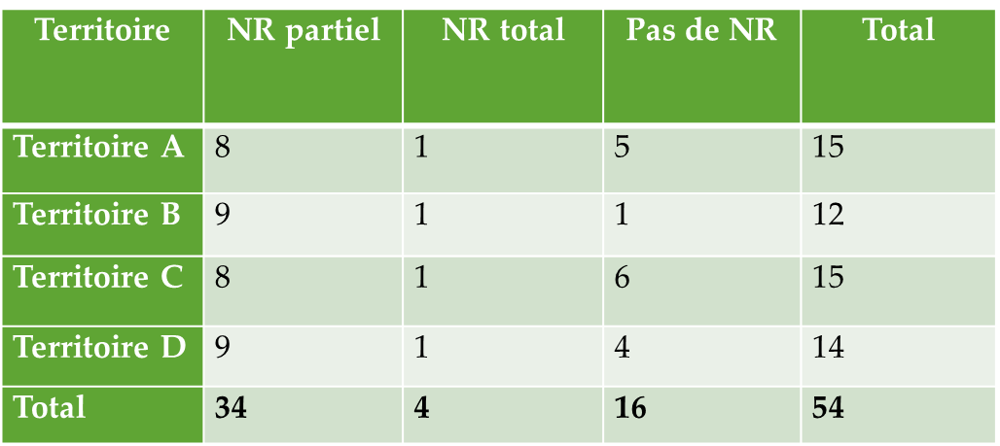 Territoire NR partiel NR total Pas de NR Total
Territoire A 8 1 5 15
Territoire B 9 1 1 12
Territoire C 8 1 6 15
Territoire D 9 1 4 14
Total 34 4 16 54